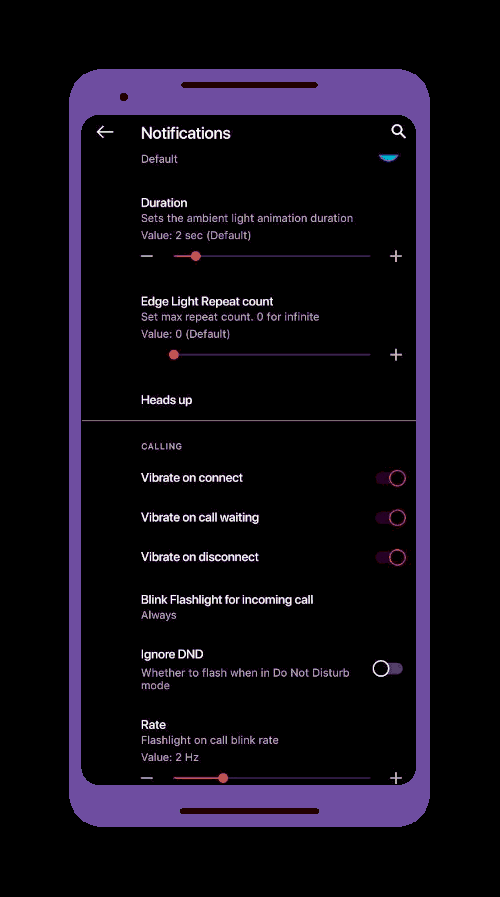 Notifications
Default
Duration
Sets the ambient light animation duration
Value: 2 sec (Default)
Edge Light Repeat count
Set max repeat count. 0 for infinite
Value: 0 (Default)
Heads up
CALLING
Vibrate on connect
Vibrate on call waiting
Vibrate on disconnect
Blink Flashlight for incoming call
Always
Ignore DND
Whether to flash when in Do Not Disturb
mode
Rate
Flashlight on call blink rate
Value: 2 Hz